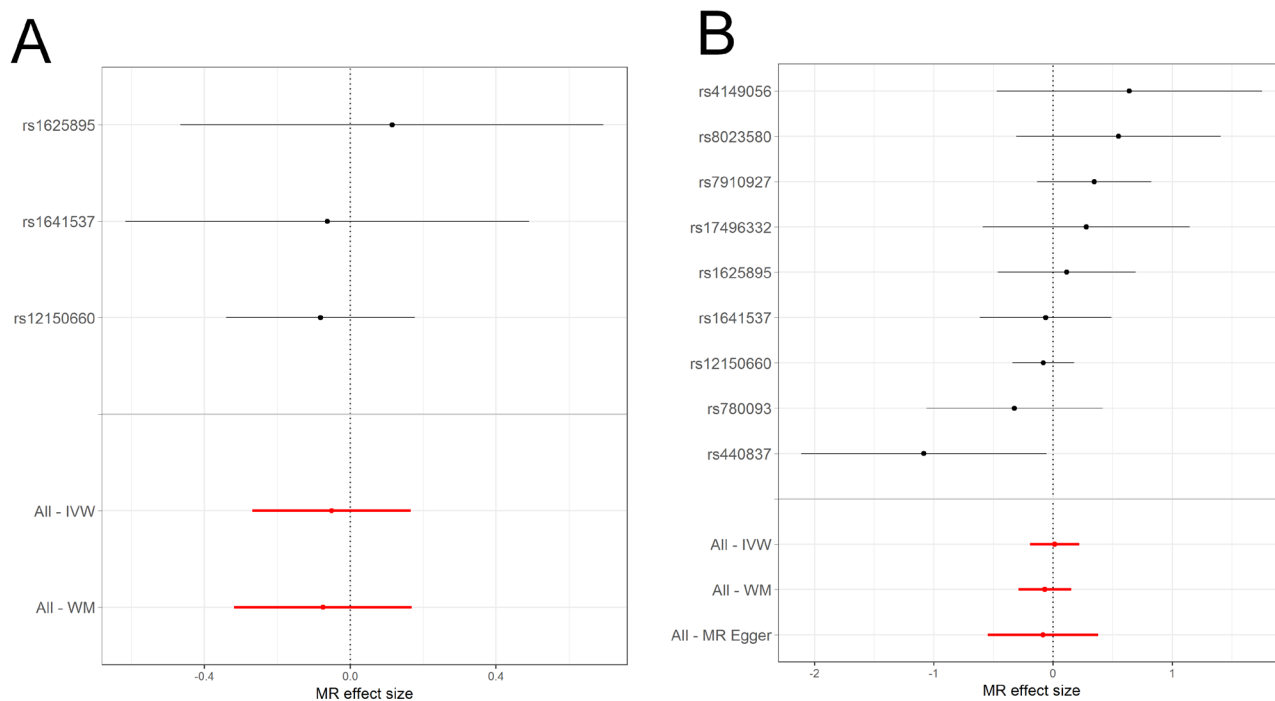 A
rs1625895
rs1641537
rs12150660
All - IVW
All - WM
-0.4 0.0 0.4
MR effect size
B
rs4149056
rs8023580
rs7910927
rs17496332
rs1625895
rs1641537
rs12150660
rs780093
rs440837
All - IVW
All - WM
All - MR Egger
-2 -1 0 1
MR effect size